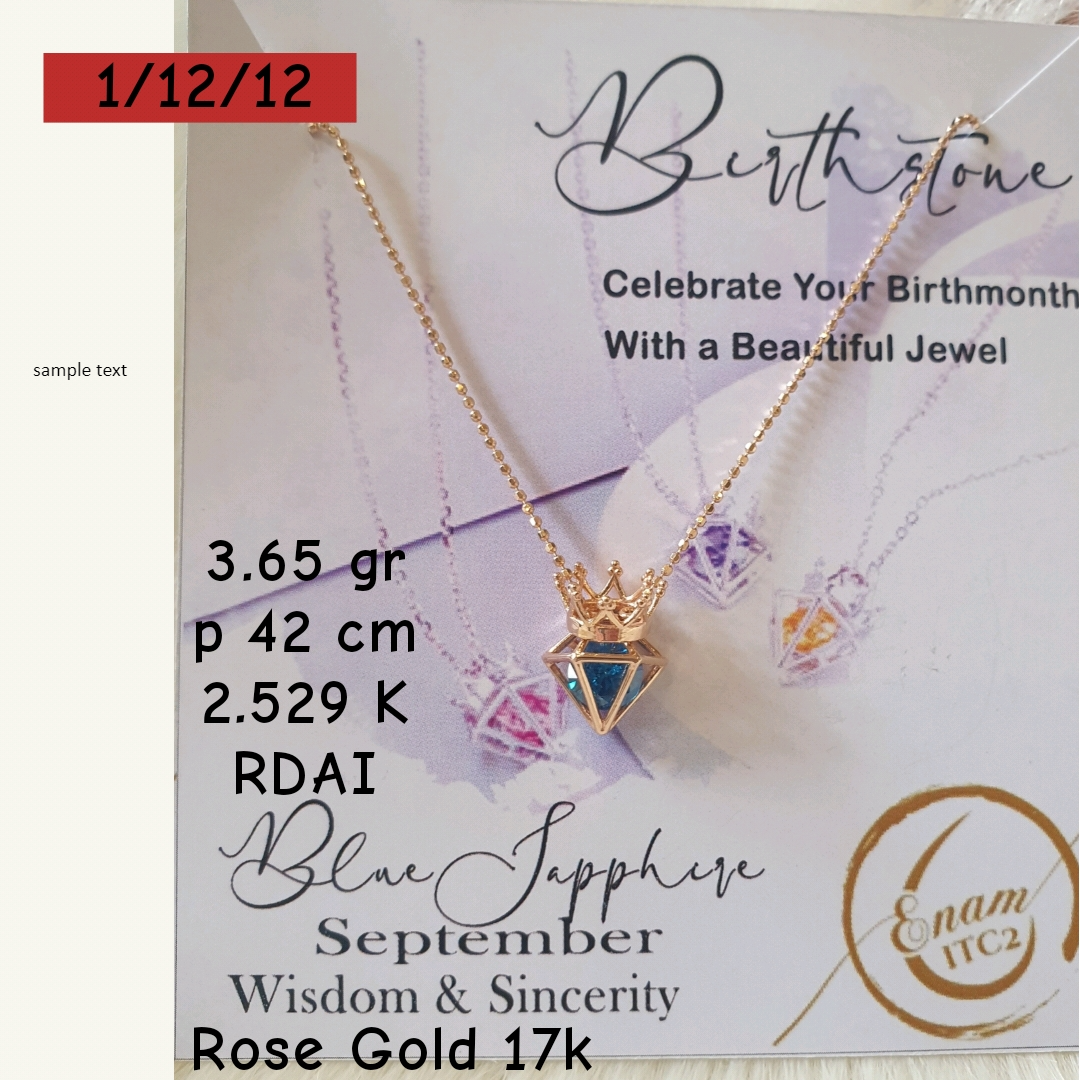 1/12/12
Birthstone
Celebrate Your Birthmonth
With a Beautiful Jewel
sample text
3.65 gr
p 42 cm
2.529 K
RDAI
Blue Sapphire
September
Wisdom & Sincerity
Rose Gold 17k
Enam
ITC2